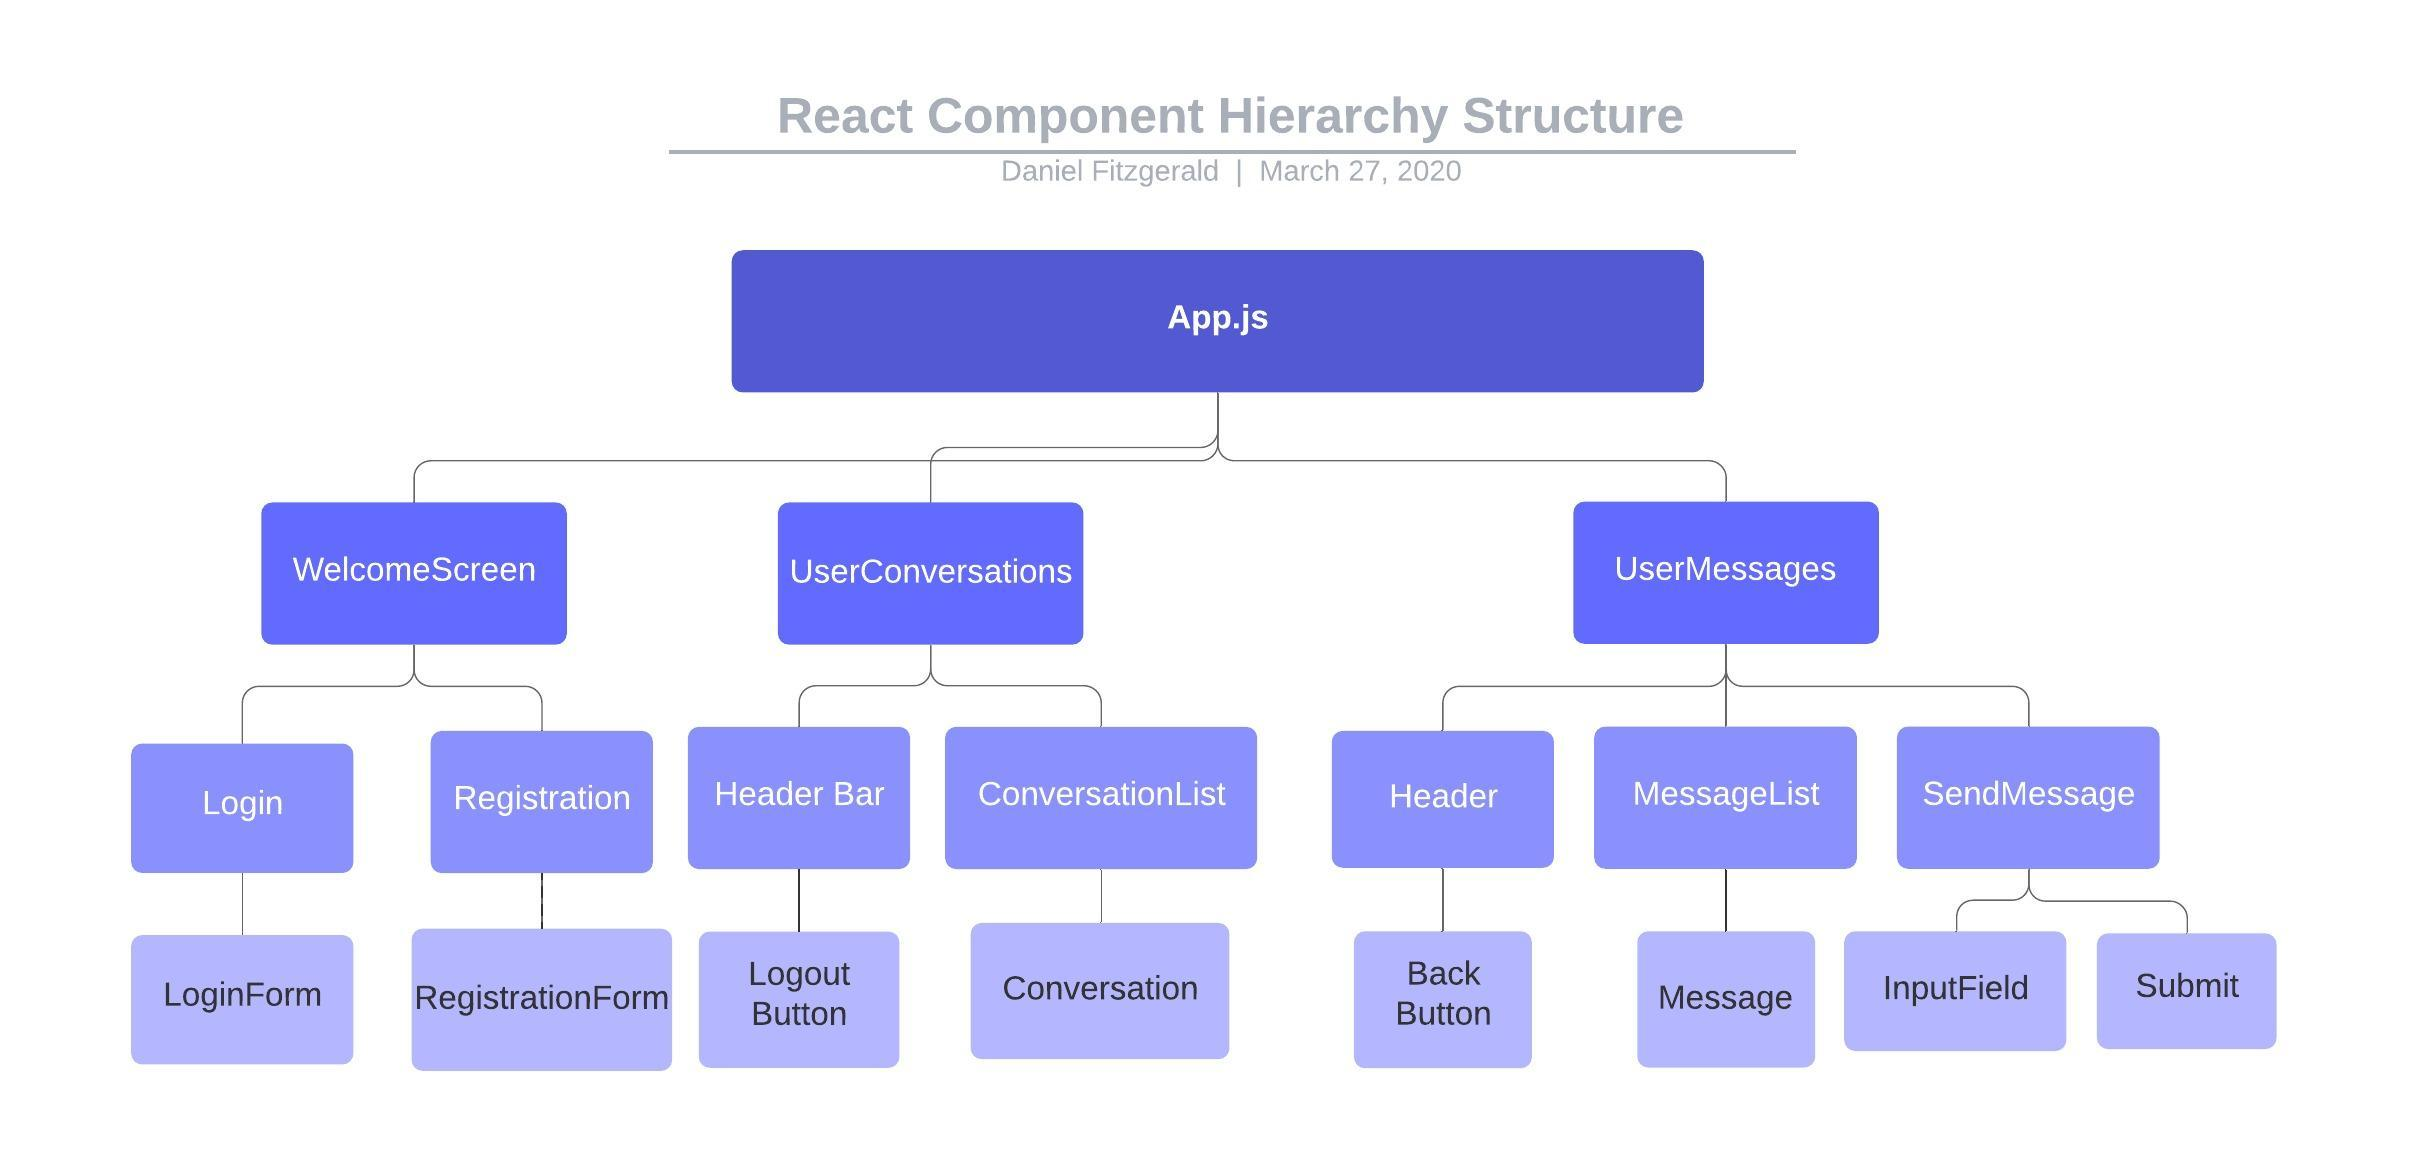 React Component Hierarchy Structure
Daniel Fitzgerald | March 27, 2020
App.js
WelcomeScreen
UserConversations
UserMessages
Login
Registration
Header Bar
ConversationList
Header
MessageList
SendMessage
LoginForm
RegistrationForm
Logout
Button
Conversation
Back
Button
Message
InputField
Submit